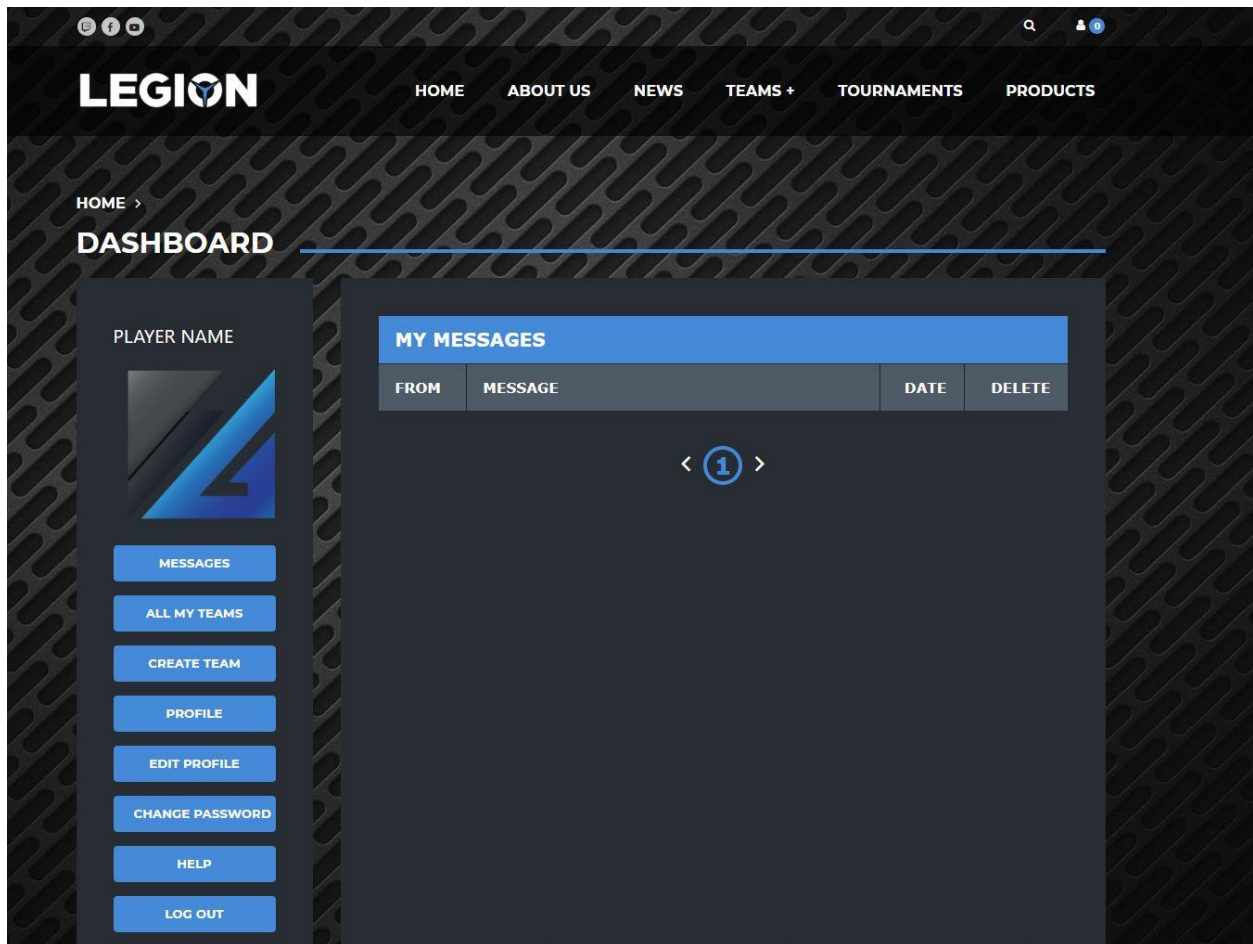 0
LEGION
HOME ABOUT US NEWS TEAMS + TOURNAMENTS PRODUCTS
HOME >
DASHBOARD
PLAYER NAME
MESSAGES
ALL MY TEAMS
CREATE TEAM
PROFILE
EDIT PROFILE
CHANGE PASSWORD
HELP
LOG OUT
MY MESSAGES
FROM MESSAGE DATE DELETE
< 1 >